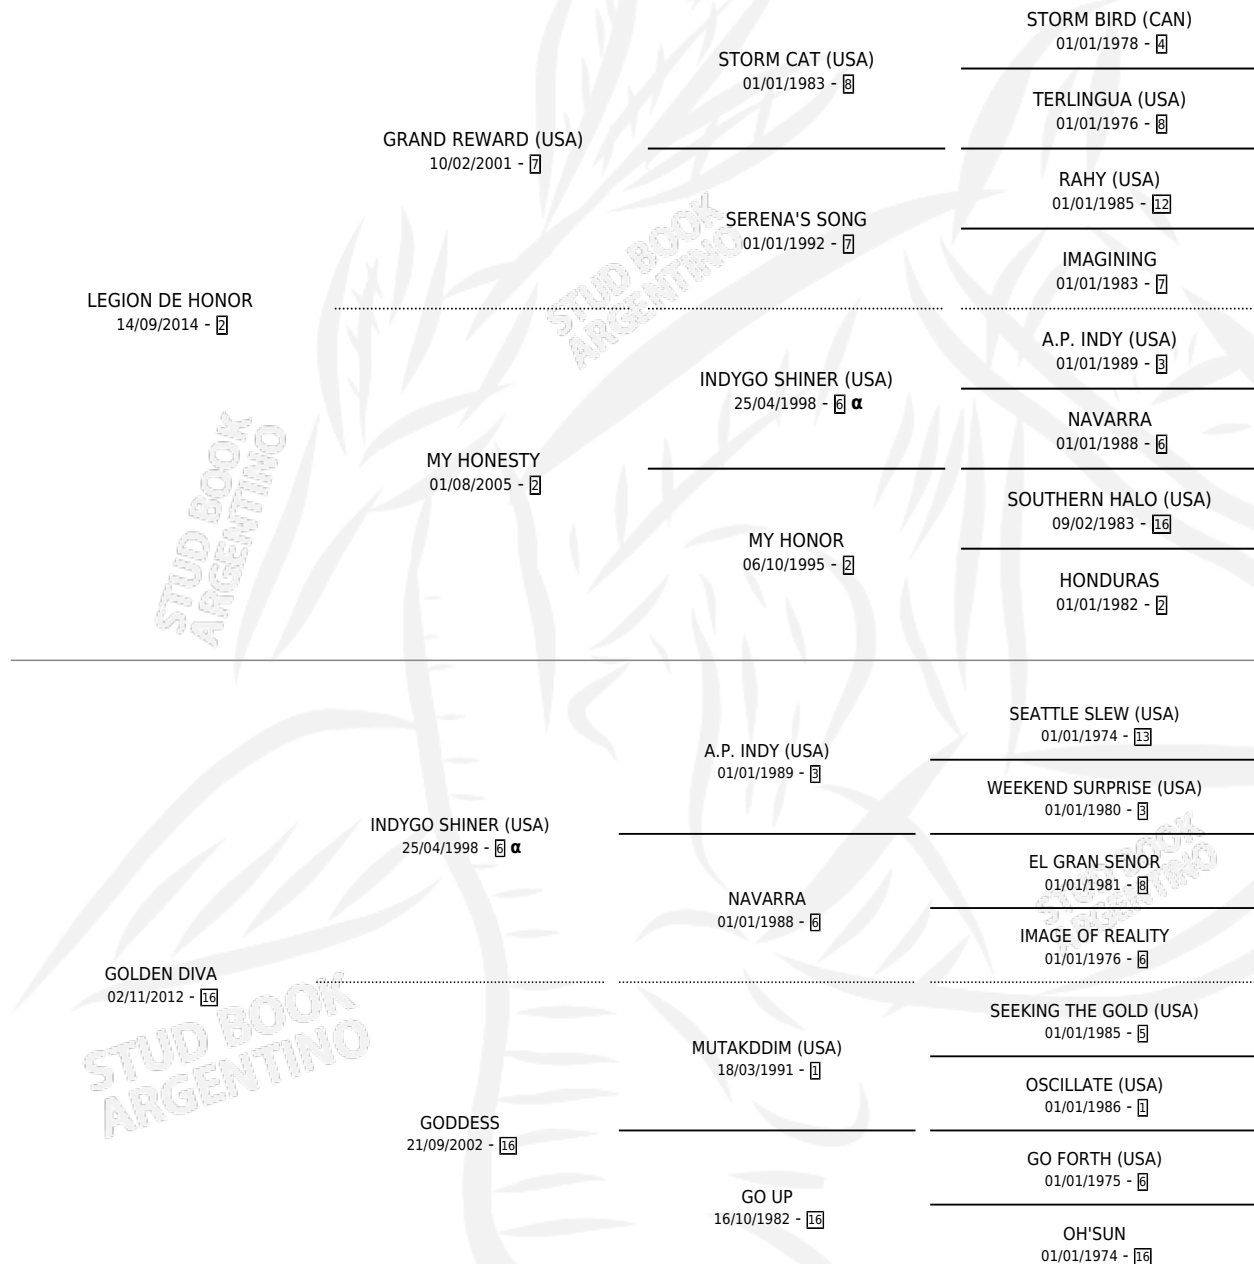 STORM BIRD (CAN)
01/01/1978 - 4
STORM CAT (USA)
01/01/1983 - 8
TERLINGUA (USA)
01/01/1976 - 8
GRAND REWARD (USA)
10/02/2001 - 7
RAHY (USA)
01/01/1985 - 12
SERENA'S SONG
01/01/1992 - 7
IMAGINING
01/01/1983 - 7
LEGION DE HONOR
14/09/2014 - 2
A.P. INDY (USA)
01/01/1989 - 3
INDYGO SHINER (USA)
25/04/1998 - 6 α
NAVARRA
01/01/1988 - 6
MY HONESTY
01/08/2005 - 2
SOUTHERN HALO (USA)
09/02/1983 - 16
MY HONOR
06/10/1995 - 2
HONDURAS
01/01/1982 - 2
SEATTLE SLEW (USA)
01/01/1974 - 13
A.P. INDY (USA)
01/01/1989 - 3
WEEKEND SURPRISE (USA)
01/01/1980 - 3
INDYGO SHINER (USA)
25/04/1998 - 6 α
EL GRAN SENOR
01/01/1981 - 8
NAVARRA
01/01/1988 - 6
IMAGE OF REALITY
01/01/1976 - 6
GOLDEN DIVA
02/11/2012 - 16
SEEKING THE GOLD (USA)
01/01/1985 - 5
MUTAKDDIM (USA)
18/03/1991 - 1
OSCILLATE (USA)
01/01/1986 - 1
GODDESS
21/09/2002 - 16
GO FORTH (USA)
01/01/1975 - 6
GO UP
16/10/1982 - 16
OH'SUN
01/01/1974 - 16
STUD BOOK
ARGENTINO
STUD BOOK
ARGENTINO
STUD BOOK
ARGENTINO
STUD BOOK
ARGENTINO